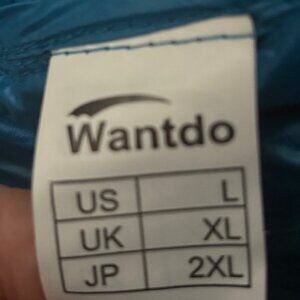 Wantdo
US L
UK XL
JP 2XL